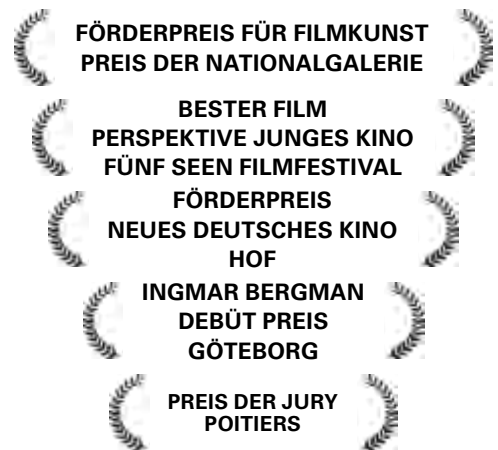 FÖRDERPREIS FÜR FILMKUNST
PREIS DER NATIONALGALERIE
BESTER FILM
PERSPEKTIVE JUNGES KINO
FÜNF SEEN FILMFESTIVAL
FÖRDERPREIS
NEUES DEUTSCHES KINO
HOF
INGMAR BERGMAN
DEBÜT PREIS
GÖTEBORG
PREIS DER JURY
POITIERS